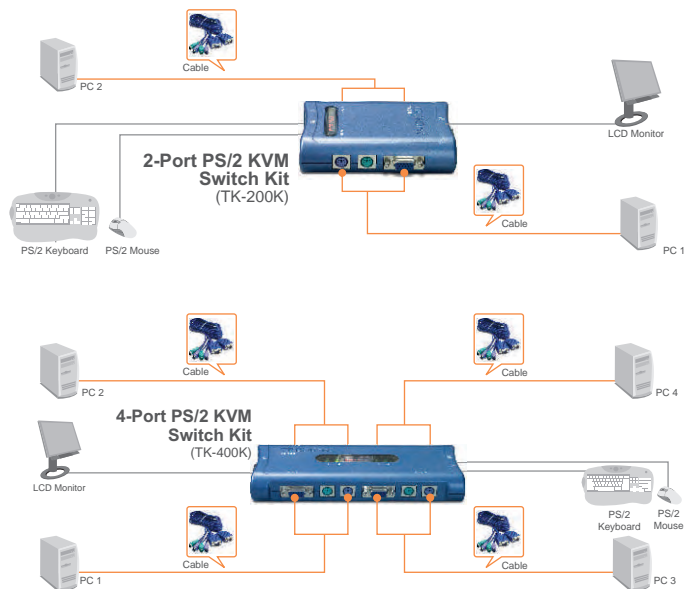 Cable
PC 2
LCD Monitor
2-Port PS/2 KVM
Switch Kit
(TK-200K)
PS/2 Keyboard
PS/2 Mouse
Cable
PC 1
Cable
PC 2
Cable
PC 4
4-Port PS/2 KVM
Switch Kit
(TK-400K)
LCD Monitor
PS/2
Keyboard
PS/2
Mouse
Cable
PC 1
Cable
PC 3